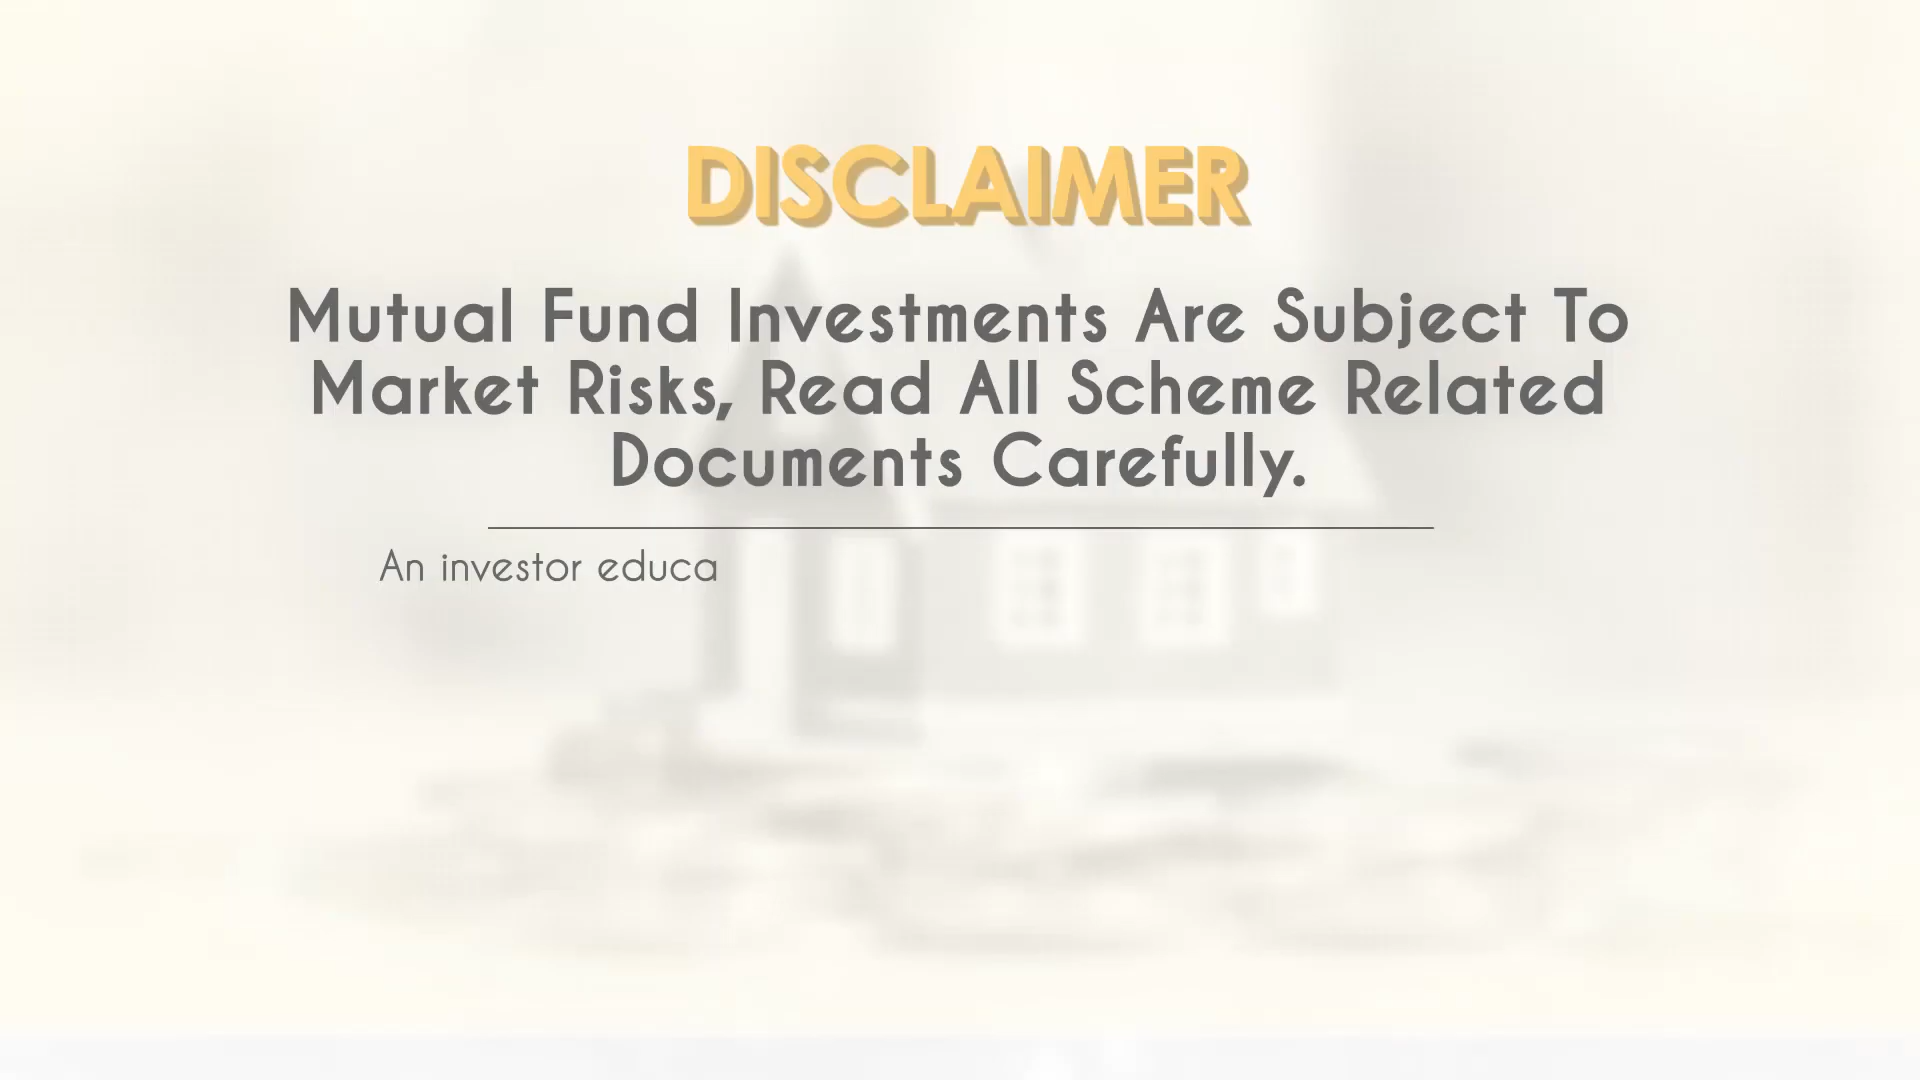 DISCLAIMER
Mutual Fund Investments Are Subject To
Market Risks, Read All Scheme Related
Documents Carefully.
An investor educa